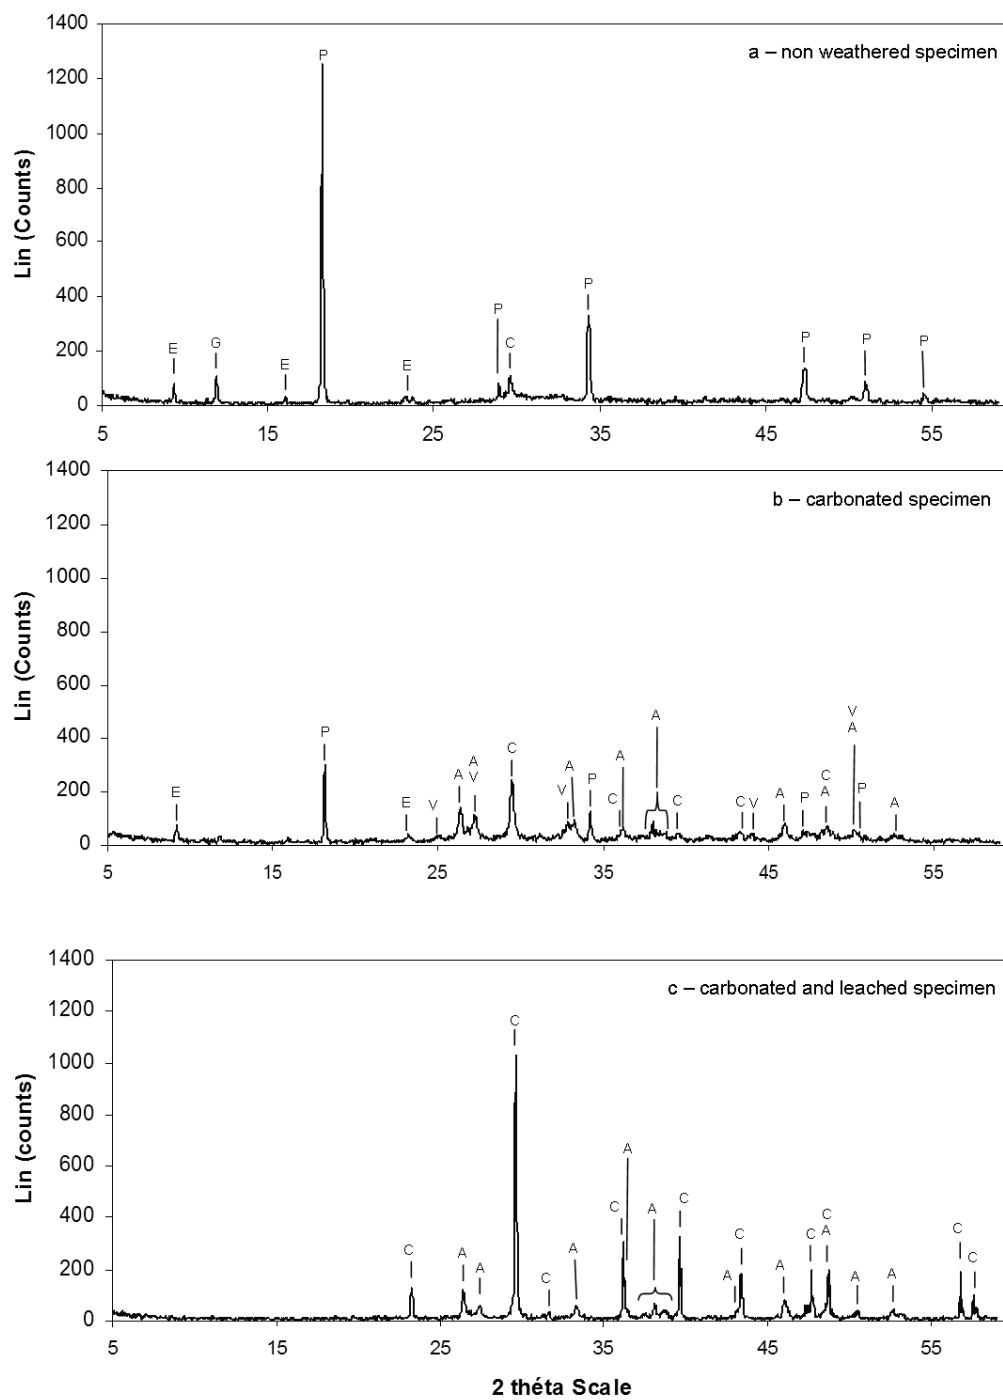 1400
a – non weathered specimen
P
1200
1000
Lin (Counts)
800
600
400
P
P
200
E G E E C P P P
0
5 15 25 35 45 55
1400
b – carbonated specimen
1200
1000
Lin (Counts)
800
600
V
A
400
A
P C A C
200
E E V A A V V A P C C C V A P A P A
0
5 15 25 35 45 55
1400
c – carbonated and leached specimen
1200
C
1000
Lin (counts)
800
600
A
400
C A C C
A
200
C A A C A A C A C A A C C
0
5 15 25 35 45 55
2 théta Scale